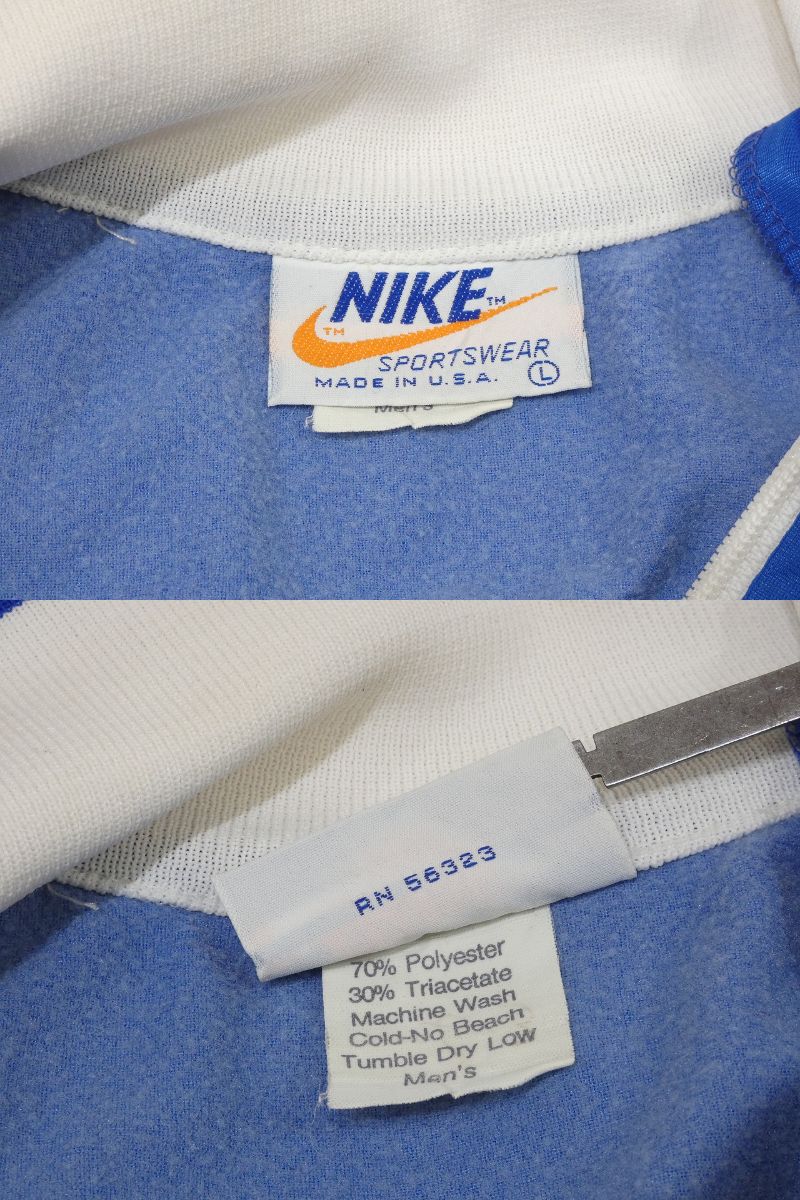 NIKE TM
TM
SPORTSWEAR
MADE IN U.S.A. L
Men's
RN 56323
70% Polyester
30% Triacetate
Machine Wash
Cold-No Beach
Tumble Dry Low
Men's